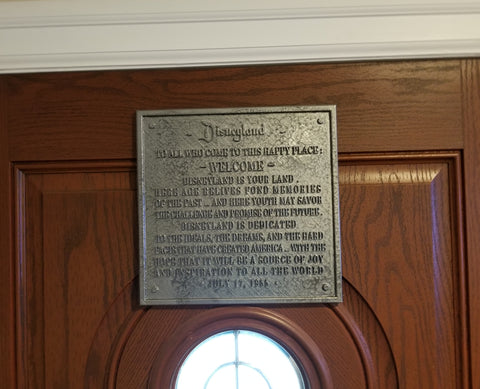 Disneyland
TO ALL WHO COME TO THIS HAPPY PLACE:
- WELCOME -
DISNEYLAND IS YOUR LAND.
HERE AGE RELIVES FOND MEMORIES
OF THE PAST... AND HERE YOUTH MAY SAVOR
THE CHALLENGE AND PROMISE OF THE FUTURE.
DISNEYLAND IS DEDICATED
TO THE IDEALS, THE DREAMS, AND THE HARD
FACTS THAT HAVE CREATED AMERICA... WITH THE
HOPE THAT IT WILL BE A SOURCE OF JOY
AND INSPIRATION TO ALL THE WORLD
JULY 17, 1955